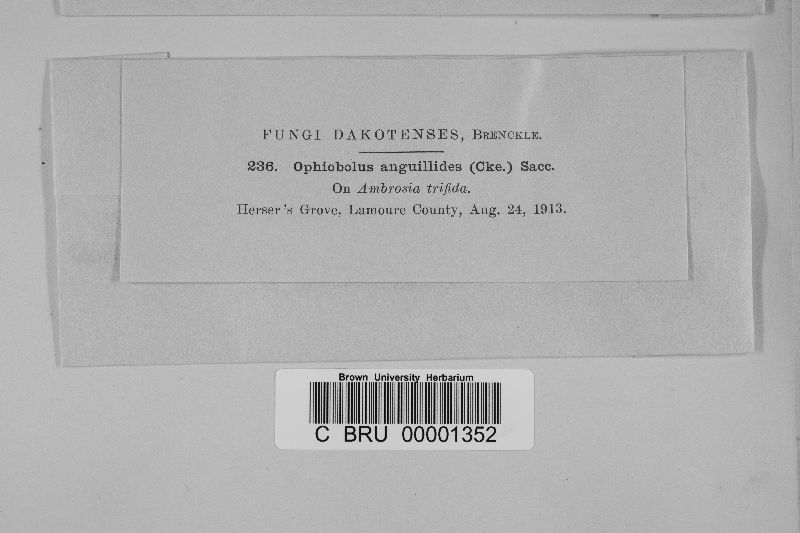 FUNGI DAKOTENSES, BRENCKLE.
236. Ophiobolus anguillides (Cke.) Sacc.
On Ambrosia trifida.
Herser's Grove, Lamoure County, Aug. 24, 1913.
Brown University Herbarium
C BRU 00001352